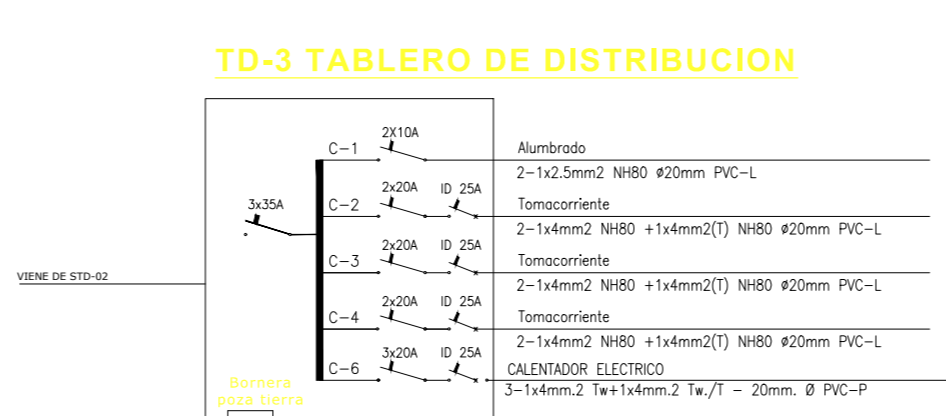 TD-3 TABLERO DE DISTRIBUCION
2X10A
C-1
Alumbrado
2-1x2.5mm2 NH80 ø20mm PVC-L
3x35A
2x20A
ID 25A
C-2
Tomacorriente
2-1x4mm2 NH80 +1x4mm2(T) NH80 ø20mm PVC-L
2x20A
ID 25A
C-3
Tomacorriente
2-1x4mm2 NH80 +1x4mm2(T) NH80 ø20mm PVC-L
VIENE DE STD-02
2x20A
ID 25A
C-4
Tomacorriente
2-1x4mm2 NH80 +1x4mm2(T) NH80 ø20mm PVC-L
3x20A
ID 25A
C-6
CALENTADOR ELECTRICO
3-1x4mm.2 Tw+1x4mm.2 Tw./T - 20mm. Ø PVC-P
Bornera
poza tierra